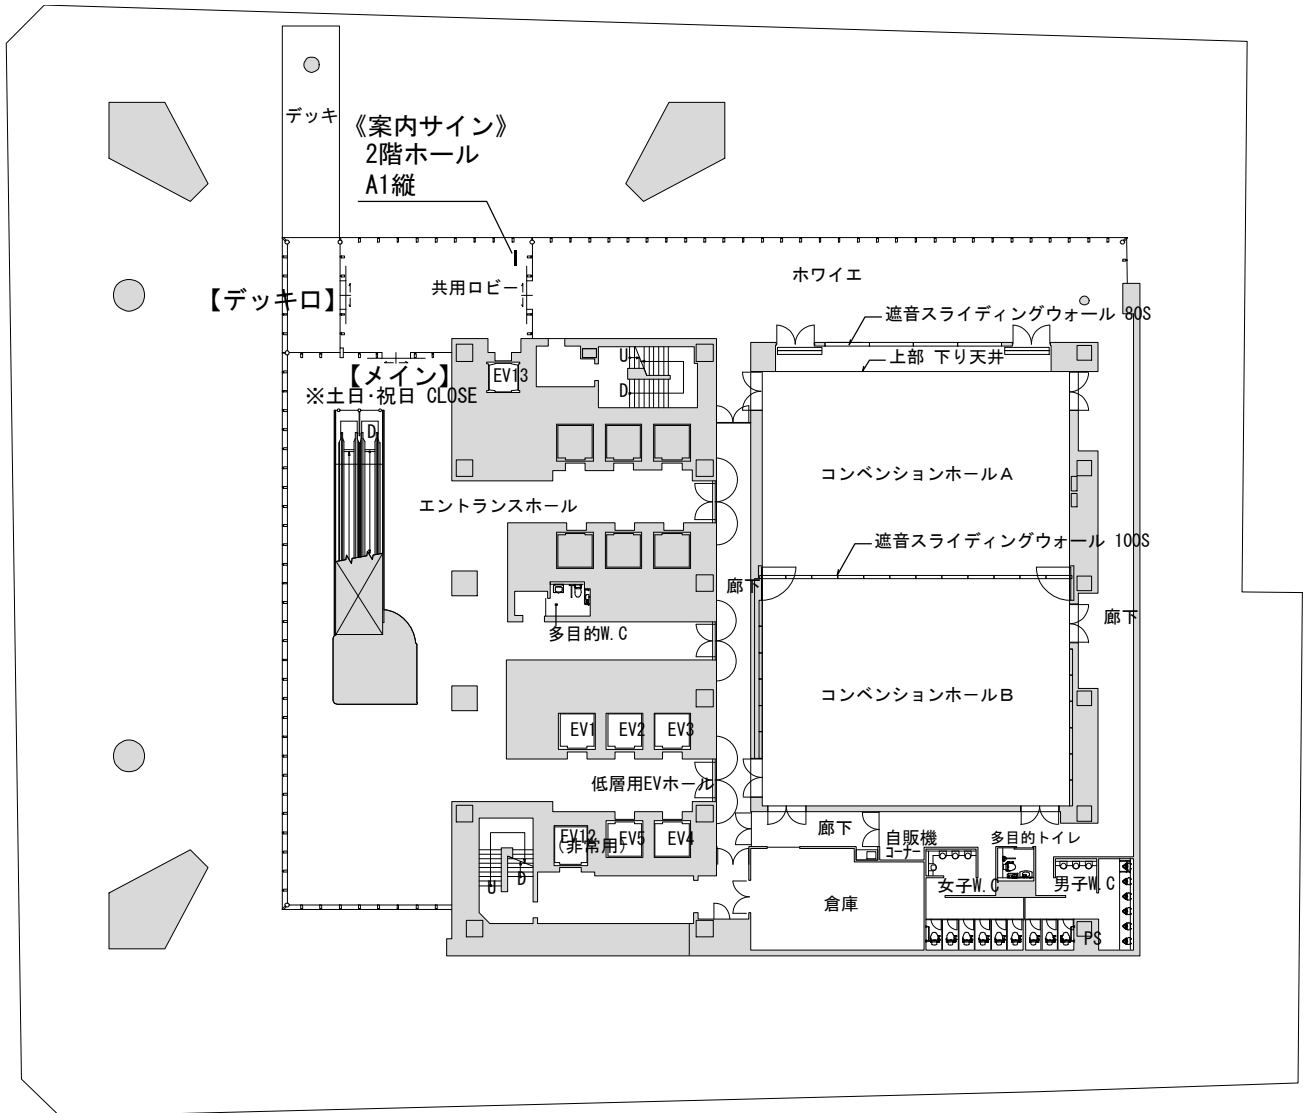 デッキ
《案内サイン》
2階ホール
A1縦
ホワイエ
共用ロビー
【デッキ口】
遮音スライディングウォール 80S
上部 下り天井
【メイン】
※土日・祝日 CLOSE
EV13
U
D
D
コンベンションホールA
エントランスホール
遮音スライディングウォール 100S
廊下
廊下
多目的W.C
コンベンションホールB
EV1
EV2
EV3
低層用EVホール
EV12
(非常用)
EV5
EV4
廊下
自販機
コーナー
多目的トイレ
U
D
女子W.C
男子W.C
倉庫
PS